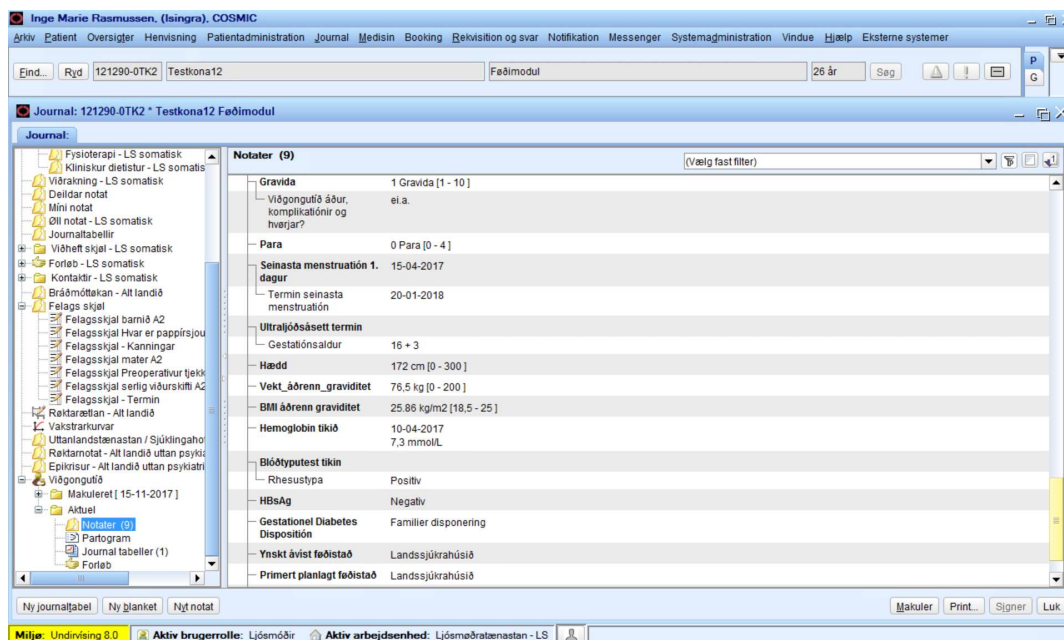 Inge Marie Rasmussen, (Isingra), COSMIC
Arkiv Patient Oversigter Henvisning Patientadministration Journal Medisin Booking Rekvisition og svar Notifikation Messenger Systemadministration Vindue Hjælp Eksterne systemer
Find... Ryd 121290-0TK2 Testkona12 Føðimodul 26 år Søg
P
G
Journal: 121290-0TK2 * Testkona12 Føðimodul
Journal:
Fysioterapi - LS somatisk
Kliniskur dietistur - LS somatis
Viðrakning - LS somatisk
Deildar notat
Míni notat
Øll notat - LS somatisk
Journaltabellir
Viðheft skjøl - LS somatisk
Forløb - LS somatisk
Kontaktir - LS somatisk
Bráðmóttøkan - Alt landið
Felags skjøl
Felagsskjal barnið A2
Felagsskjal Hvar er pappírsjou
Felagsskjal - Kanningar
Felagsskjal mater A2
Felagsskjal Preoperativur tjekk
Felagsskjal serlig viðurskifti A2
Felagsskjal - Termin
Røktarætlan - Alt landið
Vakstrarkurvar
Uttanlandstænastan / Sjúklingahot
Røktarnotat - Alt landið uttan psykia
Epikrisur - Alt landið uttan psykiatri
Viðgongutíð
Makuleret [ 15-11-2017 ]
Aktuel
Notater (9)
Partogram
Journal tabeller (1)
Forløb
Notater (9)
(Vælg fast filter)
Gravida 1 Gravida [1 - 10 ]
Viðgongutíð áður, ei.a.
komplikatiónir og
hvørjar?
Para 0 Para [0 - 4 ]
Seinasta menstruatión 1. 15-04-2017
dagur
Termin seinasta 20-01-2018
menstruatión
Ultraljóðsásett termin
Gestatiónsaldur 16 + 3
Hædd 172 cm [0 - 300 ]
Vekt_áðrenn_graviditet 76,5 kg [0 - 200 ]
BMI áðrenn graviditet 25.86 kg/m2 [18,5 - 25 ]
Hemoglobin tikið 10-04-2017
7,3 mmol/L
Blóðtyputest tikin
Rhesustypa Positiv
HBsAg Negativ
Gestationel Diabetes Familier disponering
Disposition
Ynskt ávíst føðistað Landssjúkrahúsið
Primert planlagt føðistað Landssjúkrahúsið
Ny journaltabel Ny blanket Nyt notat Makuler Print... Signer Luk
Miljø: Undirvísing 8.0 Aktiv brugerrolle: Ljósmóðir Aktiv arbejdsenhed: Ljósmøðratænastan - LS